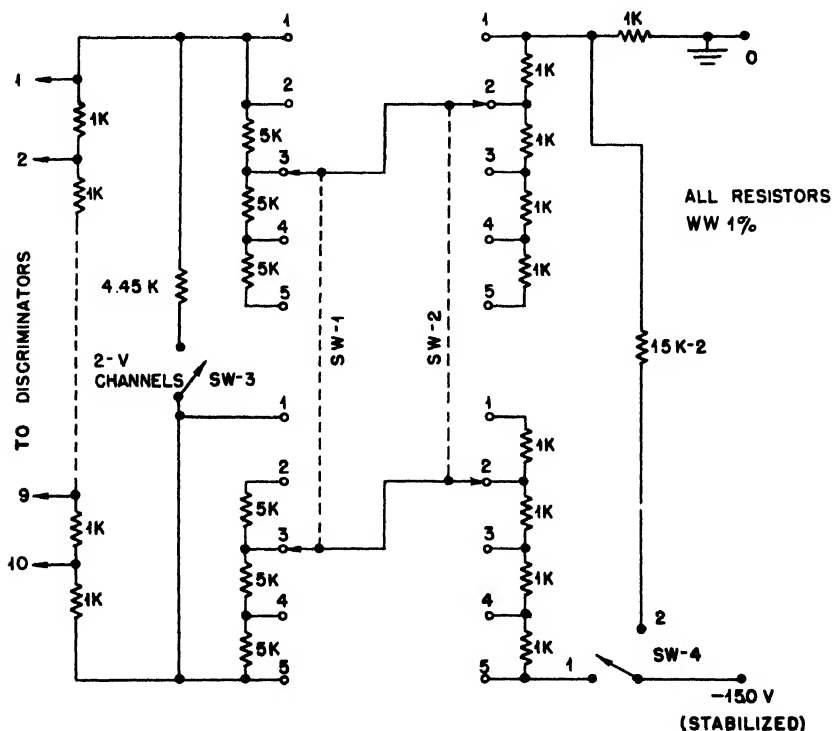 1
1
1K
0
1
1K
2
2
1K
2
5K
1K
1K
3
3
5K
1K
ALL RESISTORS
WW 1%
4
4
4.45 K
5K
1K
5
5
TO DISCRIMINATORS
SW-1
SW-2
15 K-2
2-V
CHANNELS
SW-3
1
1
1K
2
2
9
5K
1K
1K
3
3
10
5K
1K
1K
4
4
2
5K
1K
SW-4
5
5
1
-150 V
(STABILIZED)